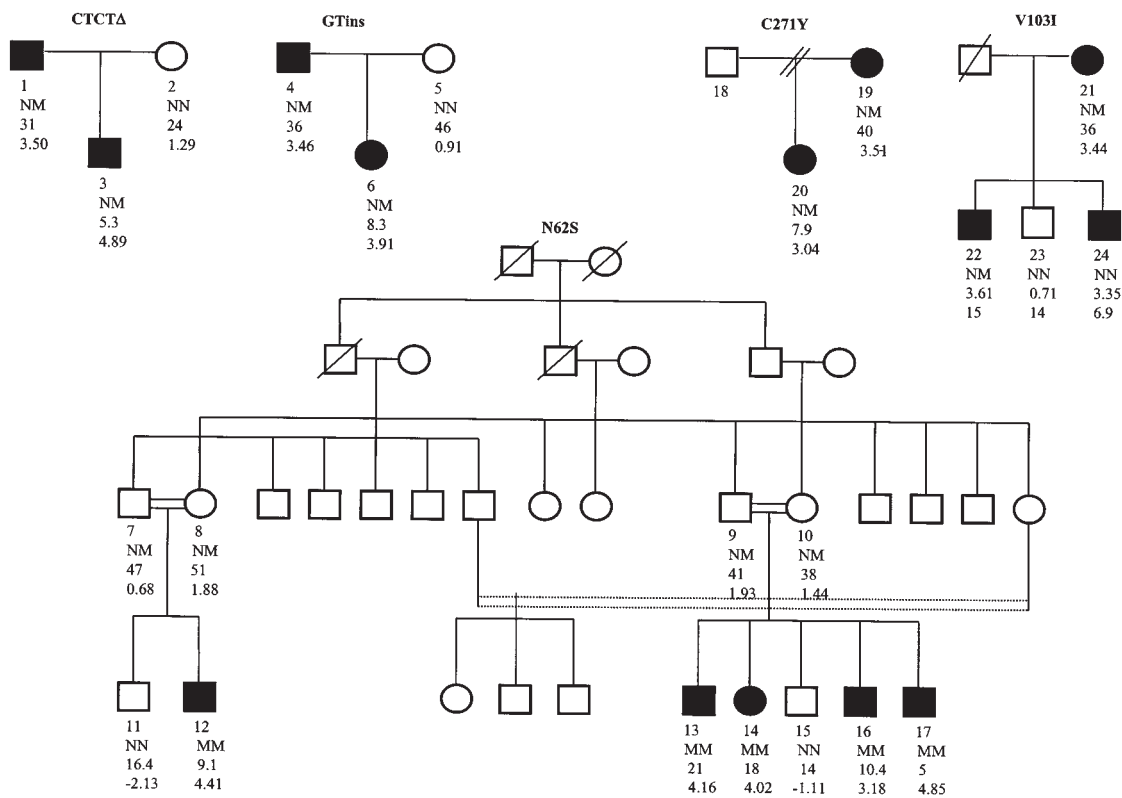 CTCTΔ
GTins
C271Y
V103I
1
NM
31
3.50
2
NN
24
1.29
3
NM
5.3
4.89
4
NM
36
3.46
5
NN
46
0.91
6
NM
8.3
3.91
18
19
NM
40
3.51
20
NM
7.9
3.04
21
NM
36
3.44
22
NM
3.61
15
23
NN
0.71
14
24
NN
3.35
6.9
N62S
7
NM
47
0.68
8
NM
51
1.88
9
NM
41
1.93
10
NM
38
1.44
11
NN
16.4
-2.13
12
MM
9.1
4.41
13
MM
21
4.16
14
MM
18
4.02
15
NN
14
-1.11
16
MM
10.4
3.18
17
MM
5
4.85